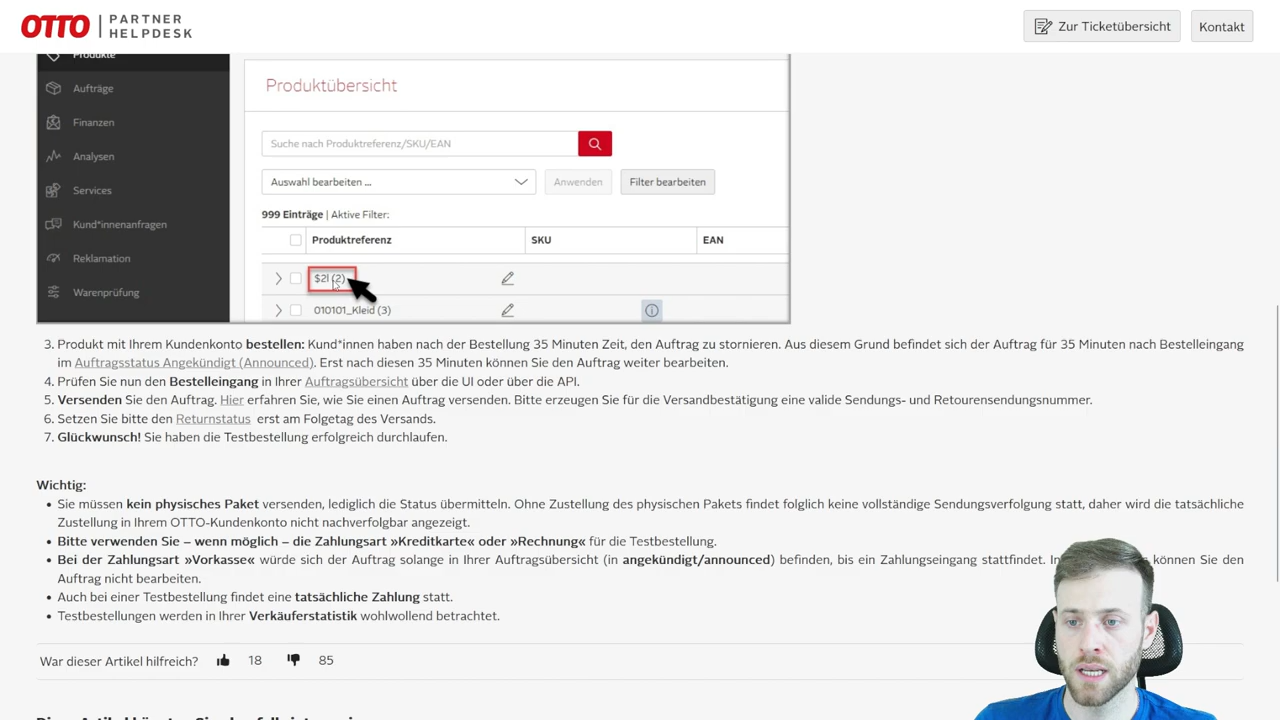 OTTO | PARTNER HELPDESK
Zur Ticketübersicht
Kontakt
Produkte
Aufträge
Finanzen
Analysen
Services
Kund*innenanfragen
Reklamation
Warenprüfung
Produktübersicht
Suche nach Produktreferenz/SKU/EAN
Auswahl bearbeiten ...
Anwenden
Filter bearbeiten
999 Einträge | Aktive Filter:
Produktreferenz SKU EAN
$2l (2)
010101_Kleid (3)
3. Produkt mit Ihrem Kundenkonto bestellen: Kund*innen haben nach der Bestellung 35 Minuten Zeit, den Auftrag zu stornieren. Aus diesem Grund befindet sich der Auftrag für 35 Minuten nach Bestelleingang
im Auftragsstatus Angekündigt (Announced). Erst nach diesen 35 Minuten können Sie den Auftrag weiter bearbeiten.
4. Prüfen Sie nun den Bestelleingang in Ihrer Auftragsübersicht über die UI oder über die API.
5. Versenden Sie den Auftrag. Hier erfahren Sie, wie Sie einen Auftrag versenden. Bitte erzeugen Sie für die Versandbestätigung eine valide Sendungs- und Retourensendungsnummer.
6. Setzen Sie bitte den Returnstatus erst am Folgetag des Versands.
7. Glückwunsch! Sie haben die Testbestellung erfolgreich durchlaufen.
Wichtig:
• Sie müssen kein physisches Paket versenden, lediglich die Status übermitteln. Ohne Zustellung des physischen Pakets findet folglich keine vollständige Sendungsverfolgung statt, daher wird die tatsächliche
Zustellung in Ihrem OTTO-Kundenkonto nicht nachverfolgbar angezeigt.
• Bitte verwenden Sie – wenn möglich – die Zahlungsart »Kreditkarte« oder »Rechnung« für die Testbestellung.
• Bei der Zahlungsart »Vorkasse« würde sich der Auftrag solange in Ihrer Auftragsübersicht (in angekündigt/announced) befinden, bis ein Zahlungseingang stattfindet. können Sie den
Auftrag nicht bearbeiten.
• Auch bei einer Testbestellung findet eine tatsächliche Zahlung statt.
• Testbestellungen werden in Ihrer Verkäuferstatistik wohlwollend betrachtet.
War dieser Artikel hilfreich? 18 85